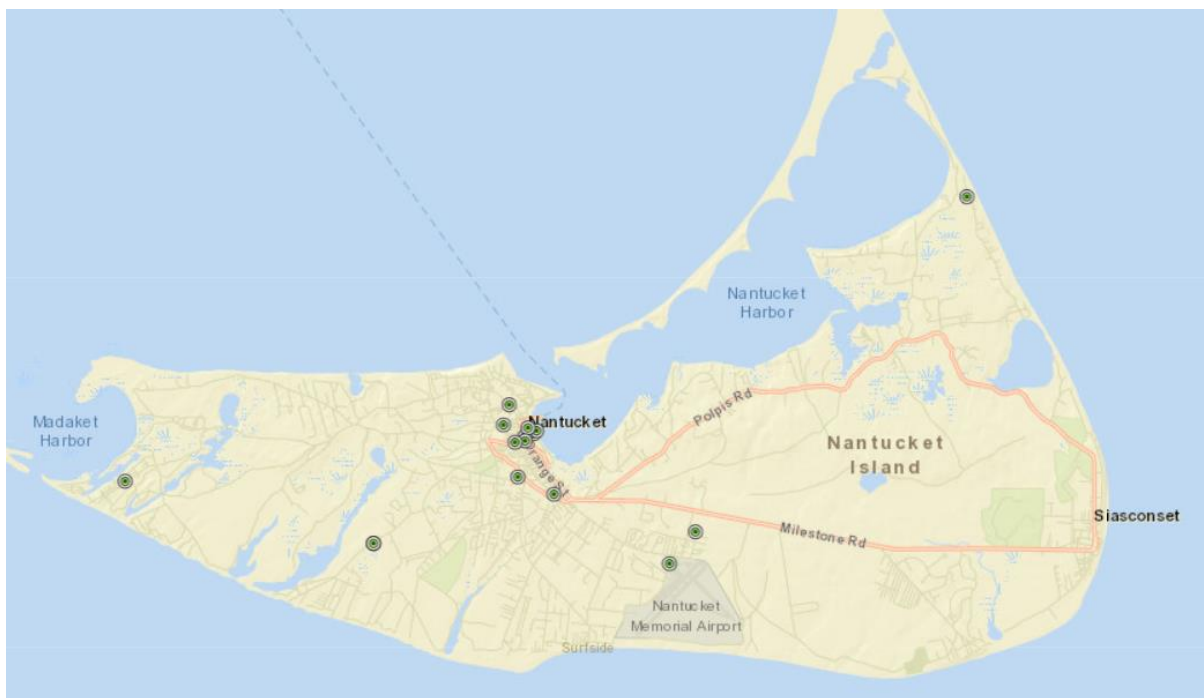 Nantucket
Harbor
Madaket
Harbor
Nantucket
Polpis Rd
Orange St
Nantucket
Island
Siasconset
Milestone Rd
Nantucket
Memorial Airport
Surfside